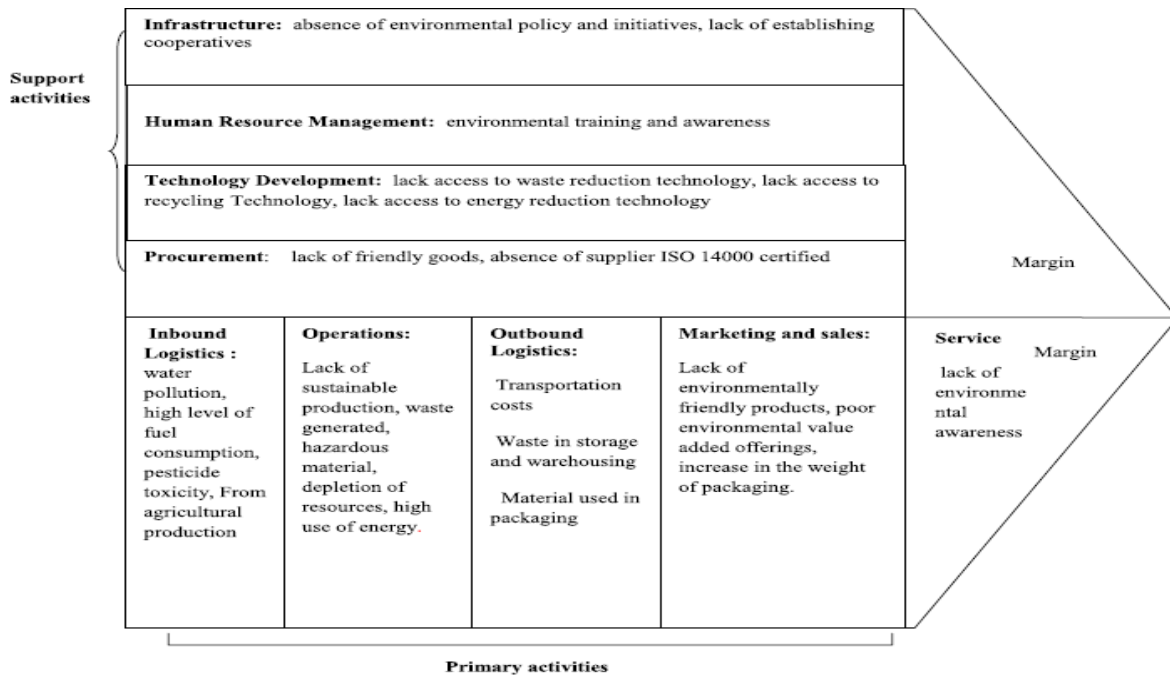 Infrastructure: absence of environmental policy and initiatives, lack of establishing
cooperatives
Support
activities
Human Resource Management: environmental training and awareness
Technology Development: lack access to waste reduction technology, lack access to
recycling Technology, lack access to energy reduction technology
Procurement: lack of friendly goods, absence of supplier ISO 14000 certified
Margin
Inbound
Logistics :
water
pollution,
high level of
fuel
consumption,
pesticide
toxicity, From
agricultural
production
Operations:
Lack of
sustainable
production, waste
generated,
hazardous
material,
depletion of
resources, high
use of energy.
Outbound
Logistics:
Transportation
costs
Waste in storage
and warehousing
Material used in
packaging
Marketing and sales:
Lack of
environmentally
friendly products, poor
environmental value
added offerings,
increase in the weight
of packaging.
Service
lack of
environme
ntal
awareness
Margin
Primary activities